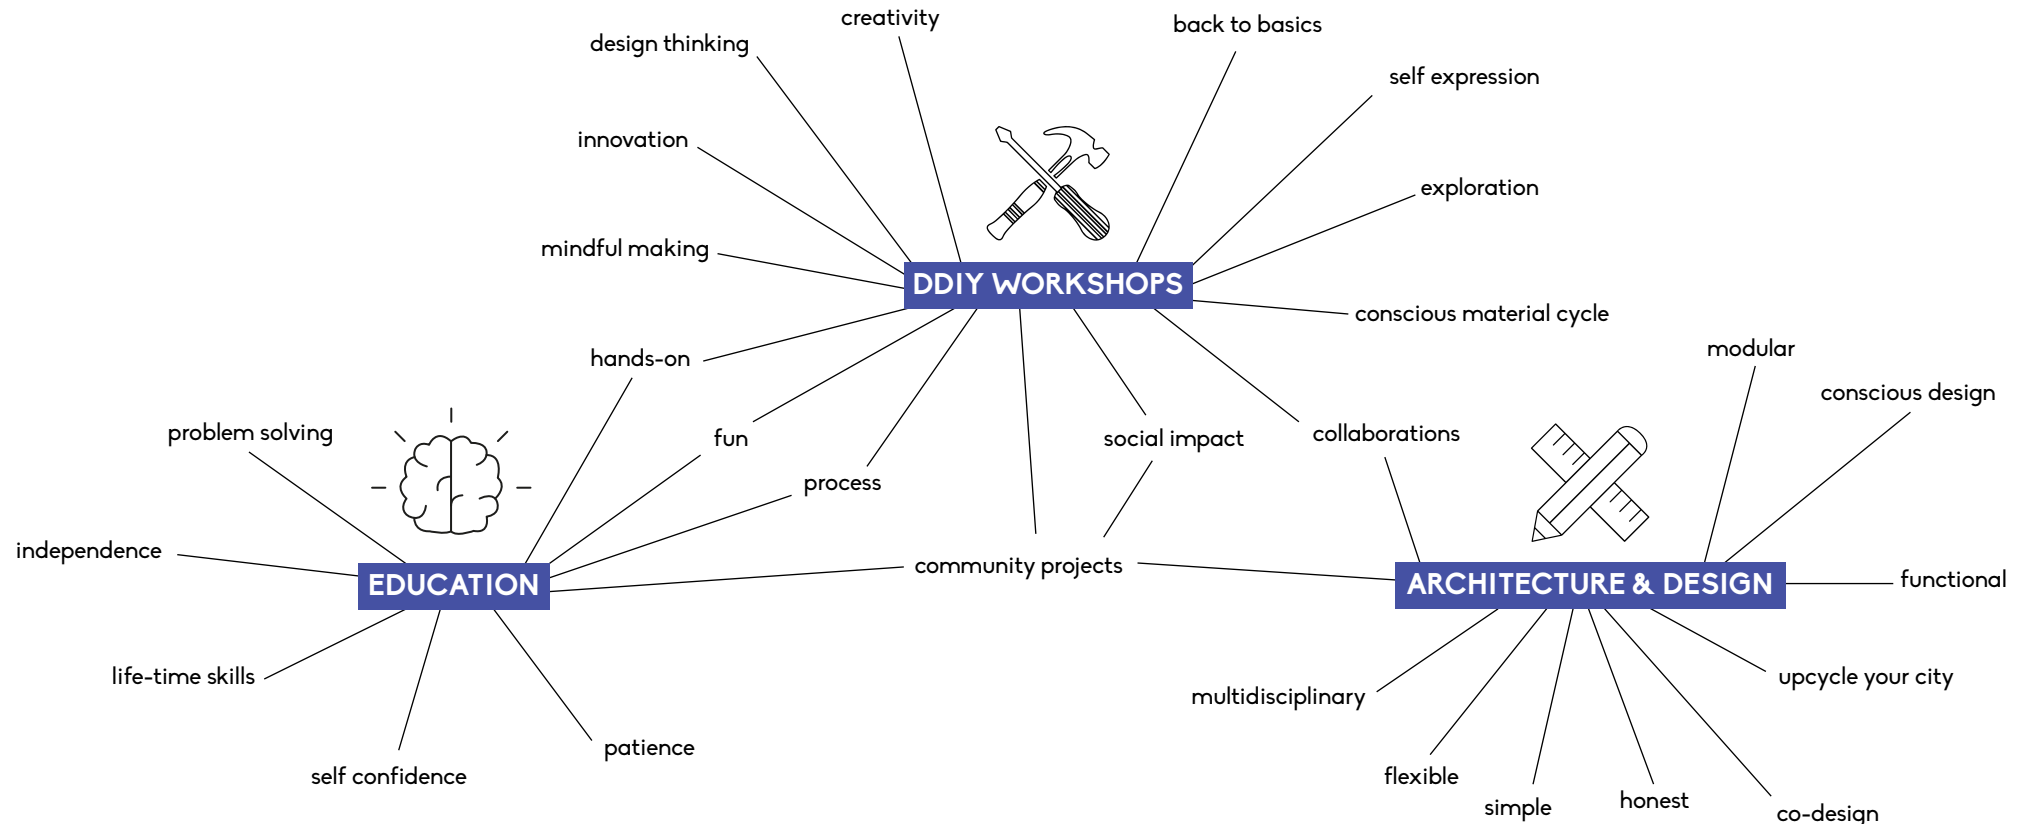 creativity
back to basics
design thinking
self expression
innovation
exploration
mindful making
DDIY WORKSHOPS
conscious material cycle
hands-on
modular
conscious design
problem solving
fun
social impact
collaborations
process
independence
EDUCATION
community projects
ARCHITECTURE & DESIGN
functional
life-time skills
multidisciplinary
upcycle your city
patience
self confidence
flexible
simple
honest
co-design